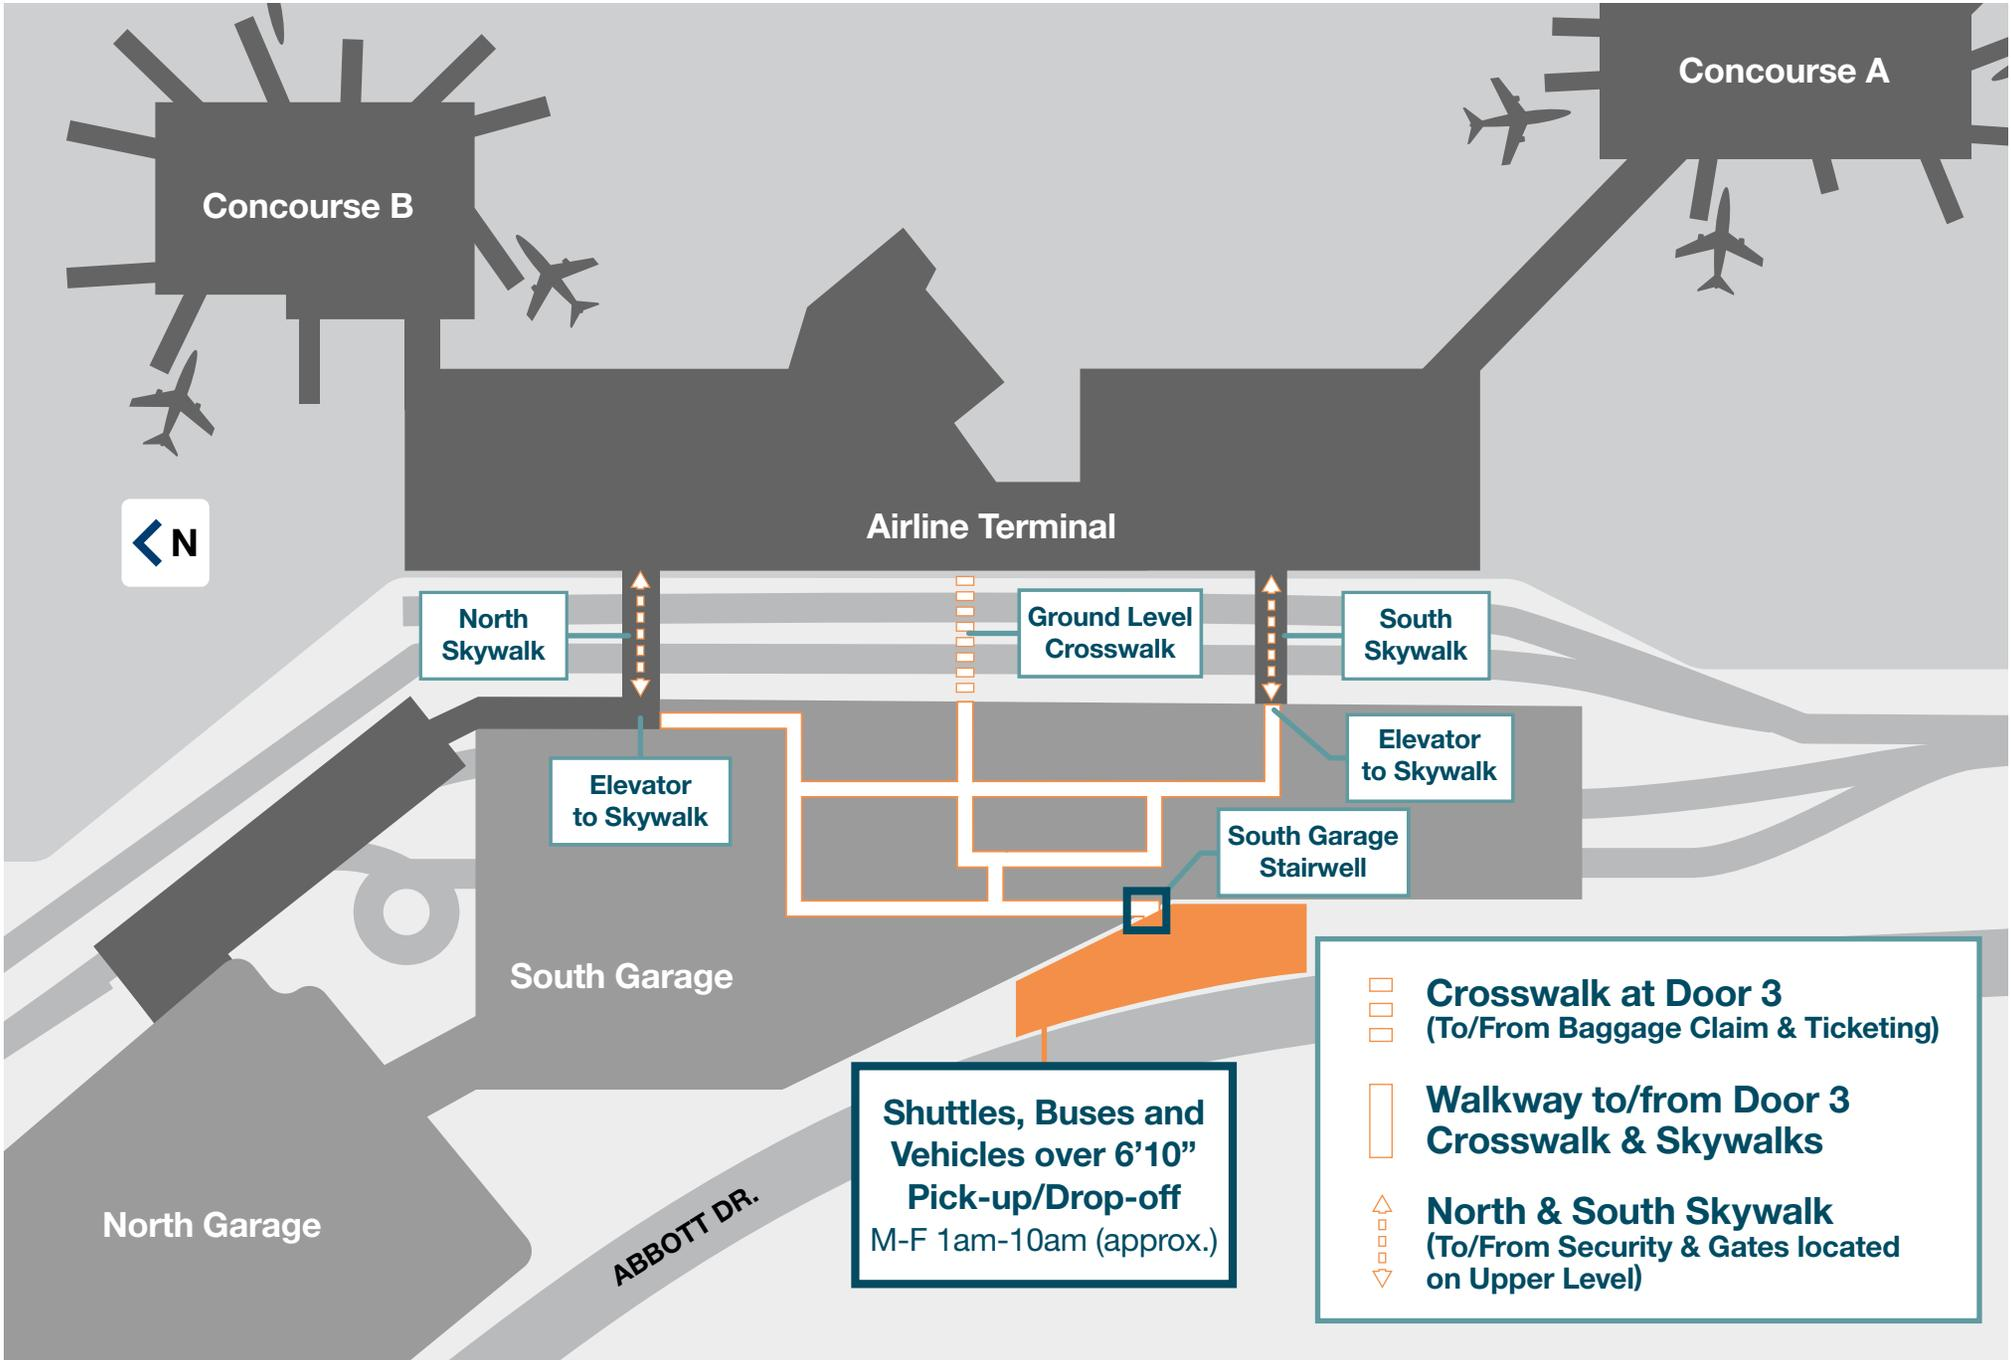 Concourse A
Concourse B
Airline Terminal
N
North
Skywalk
Ground Level
Crosswalk
South
Skywalk
Elevator
to Skywalk
Elevator
to Skywalk
South Garage
Stairwell
South Garage
North Garage
ABBOTT DR.
Shuttles, Buses and
Vehicles over 6’10”
Pick-up/Drop-off
M-F 1am-10am (approx.)
Crosswalk at Door 3
(To/From Baggage Claim & Ticketing)
Walkway to/from Door 3
Crosswalk & Skywalks
North & South Skywalk
(To/From Security & Gates located
on Upper Level)